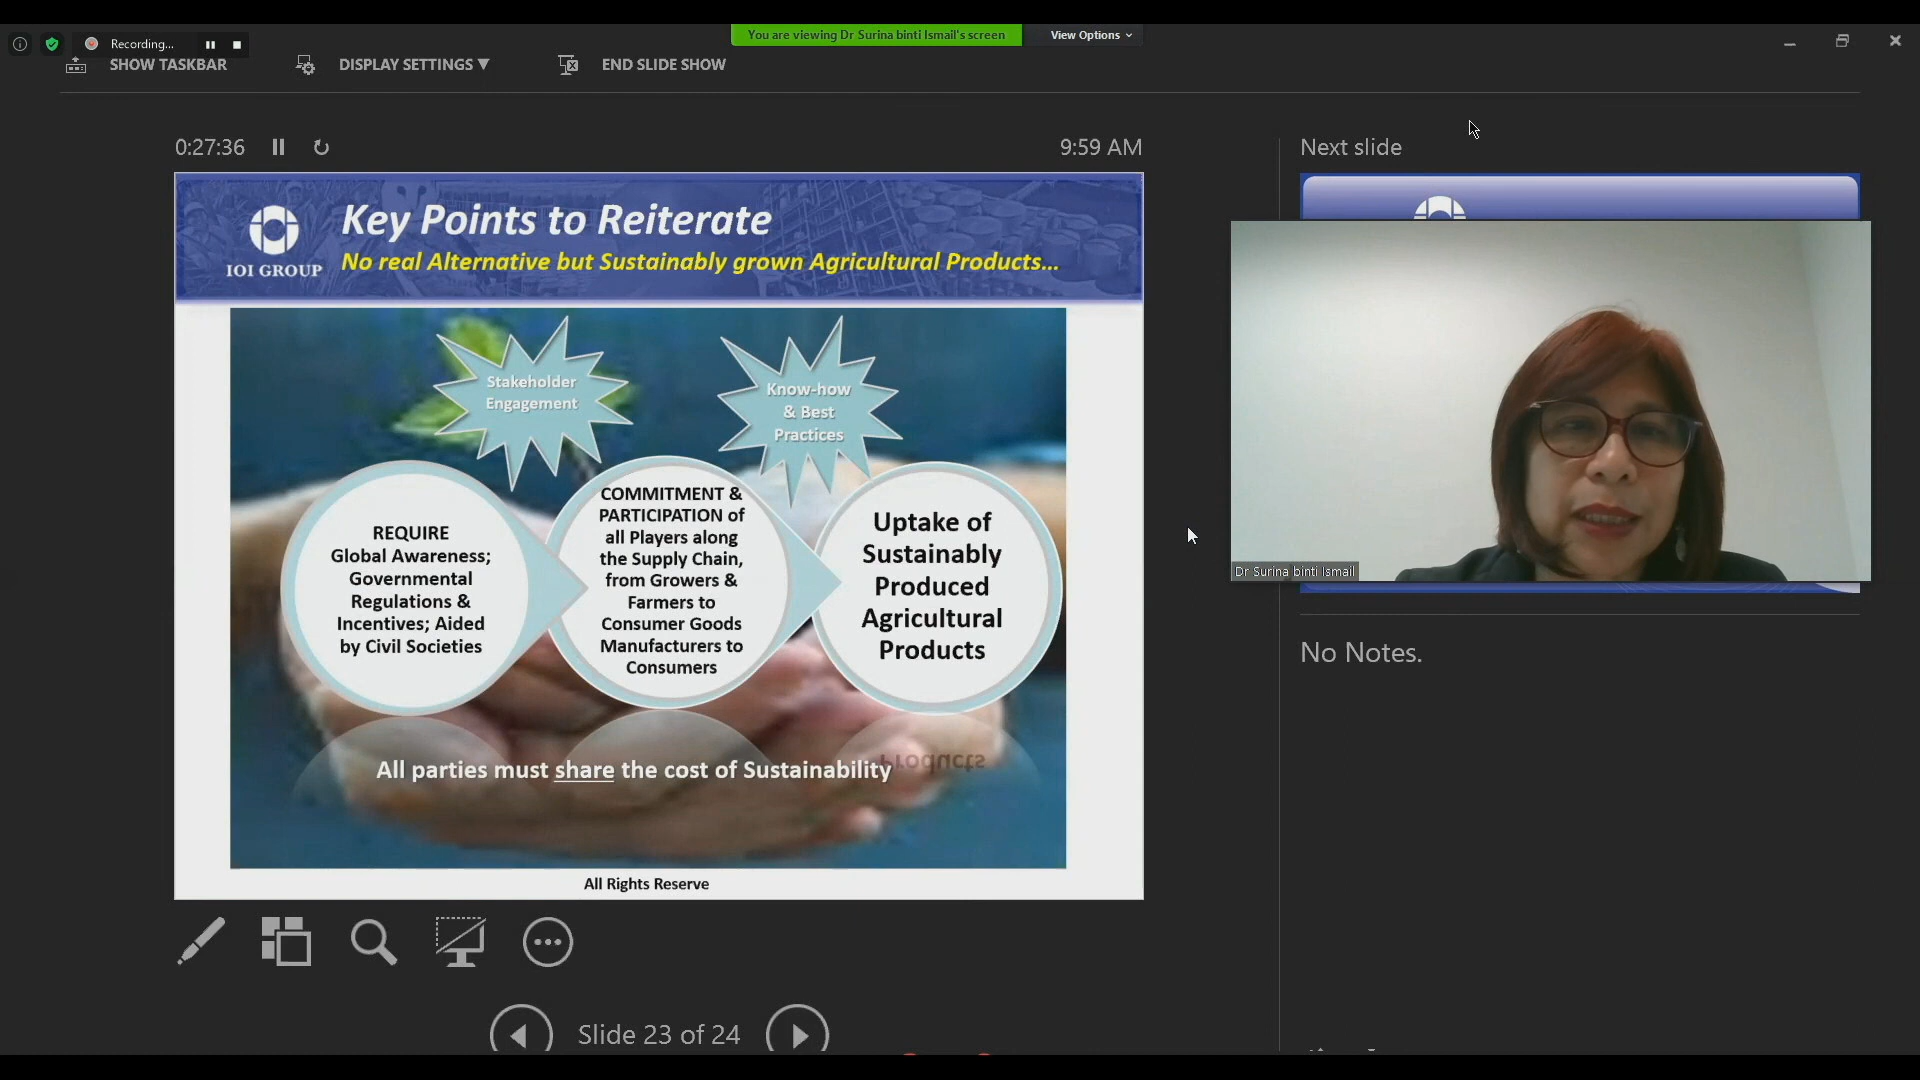 Recording...
You are viewing Dr Surina binti Ismail's screen
View Options
SHOW TASKBAR
DISPLAY SETTINGS
END SLIDE SHOW
0:27:36
9:59 AM
Next slide
IOI GROUP
Key Points to Reiterate
No real Alternative but Sustainably grown Agricultural Products...
Stakeholder
Engagement
Know-how
& Best
Practices
REQUIRE
Global Awareness;
Governmental
Regulations &
Incentives; Aided
by Civil Societies
COMMITMENT &
PARTICIPATION of
all Players along
the Supply Chain,
from Growers &
Farmers to
Consumer Goods
Manufacturers to
Consumers
Uptake of
Sustainably
Produced
Agricultural
Products
All parties must share the cost of Sustainability
All Rights Reserve
Dr Surina binti Ismail
No Notes.
Slide 23 of 24